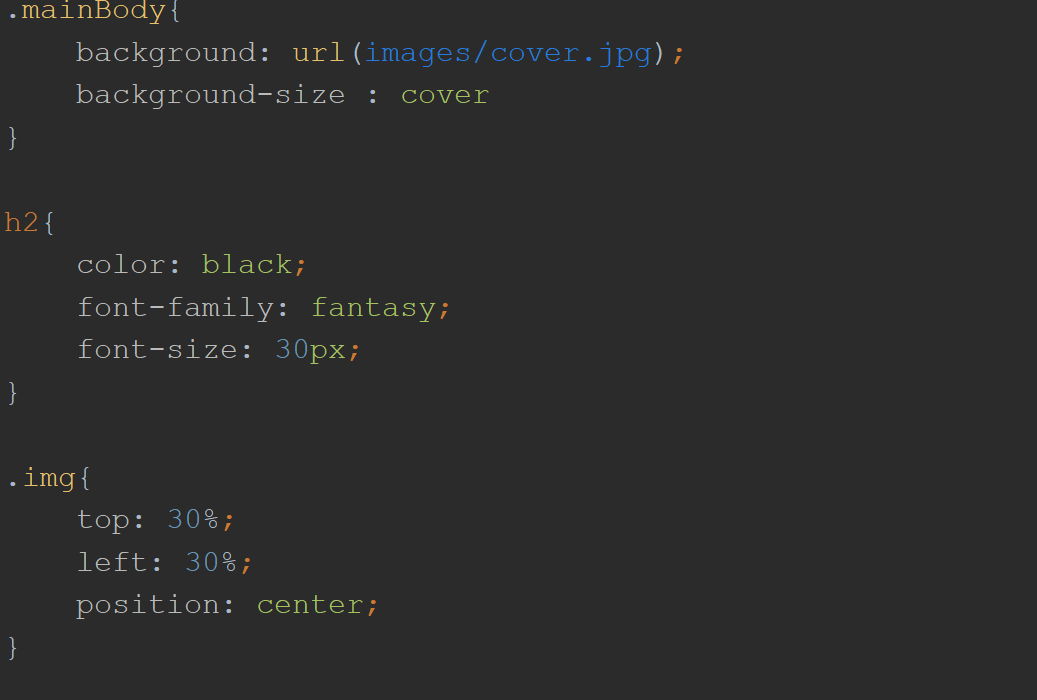 .mainBody{
    background: url(images/cover.jpg);
    background-size : cover
}
h2{
    color: black;
    font-family: fantasy;
    font-size: 30px;
}
.img{
    top: 30%;
    left: 30%;
    position: center;
}